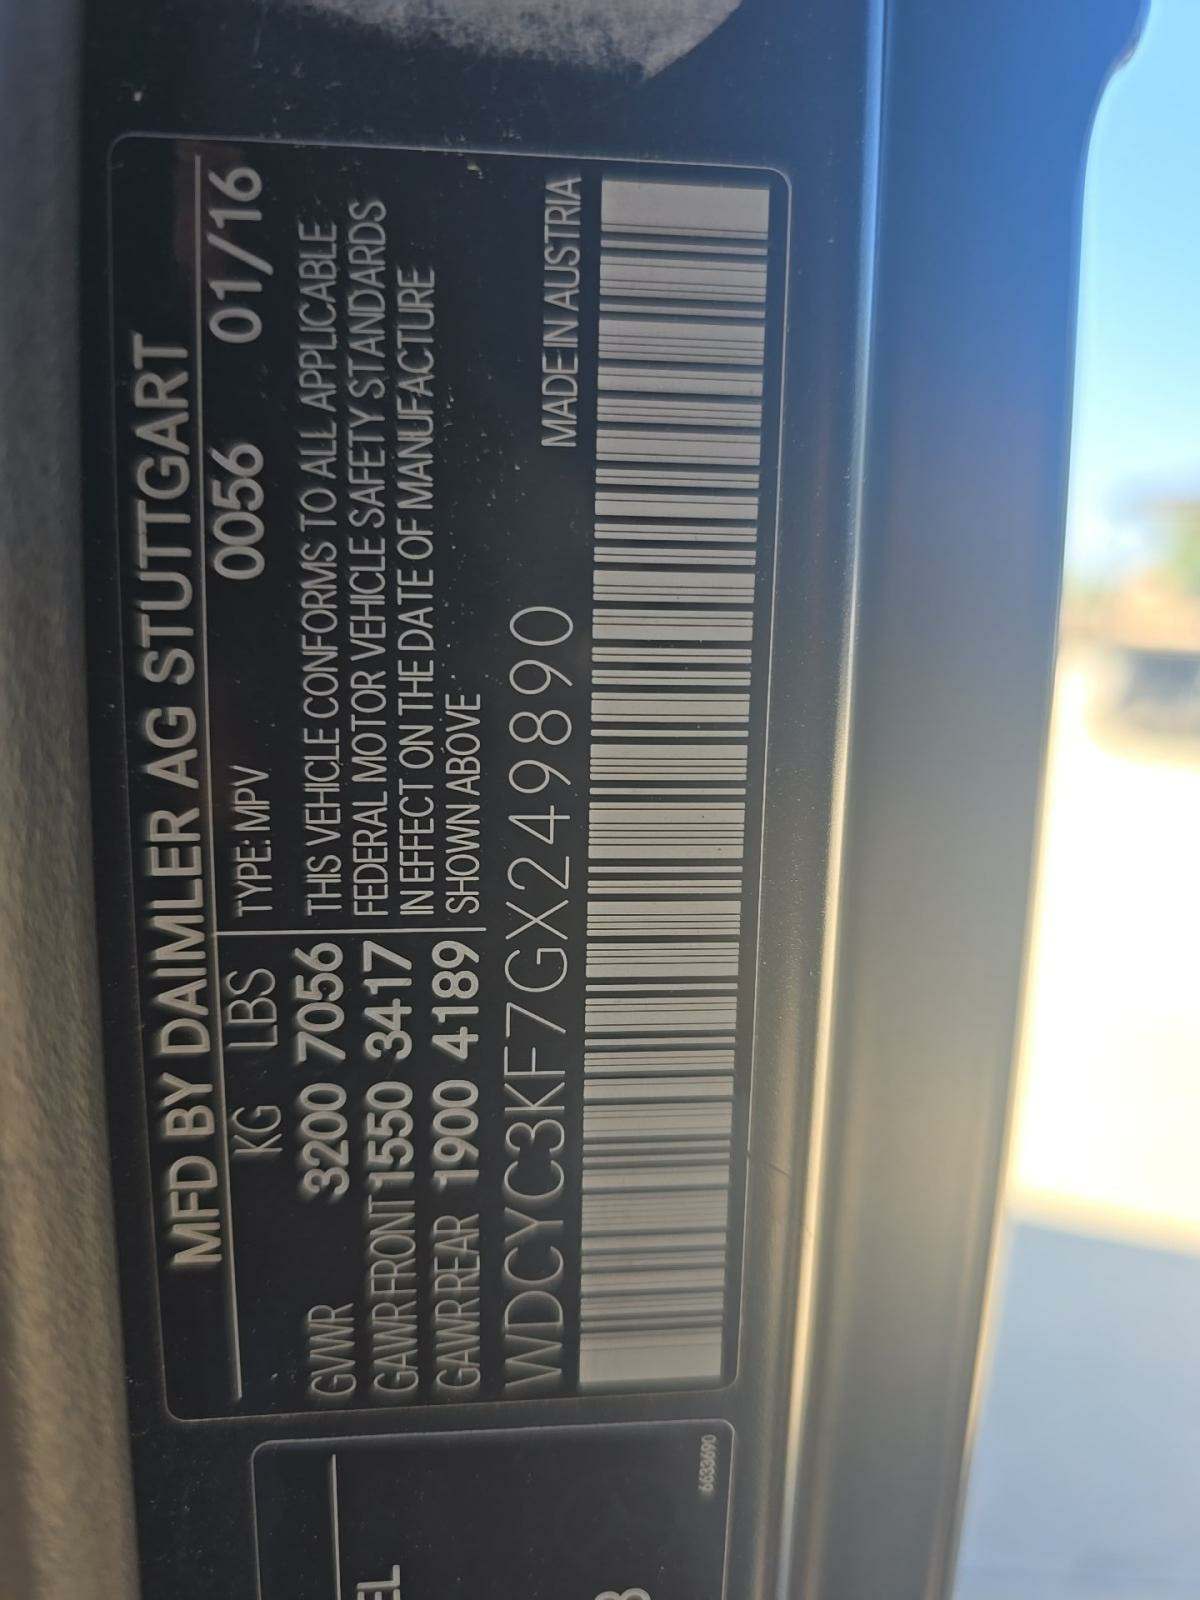 MFD BY DAIMLER AG STUTTGART
KG LBS TYPE: MPV 0056 01/16
GVWR 3200 7056
GAWR FRONT 1550 3417
GAWR REAR 1900 4189
THIS VEHICLE CONFORMS TO ALL APPLICABLE
FEDERAL MOTOR VEHICLE SAFETY STANDARDS
IN EFFECT ON THE DATE OF MANUFACTURE
SHOWN ABOVE
WDCYC3KF7GX249890
MADE IN AUSTRIA
6633690